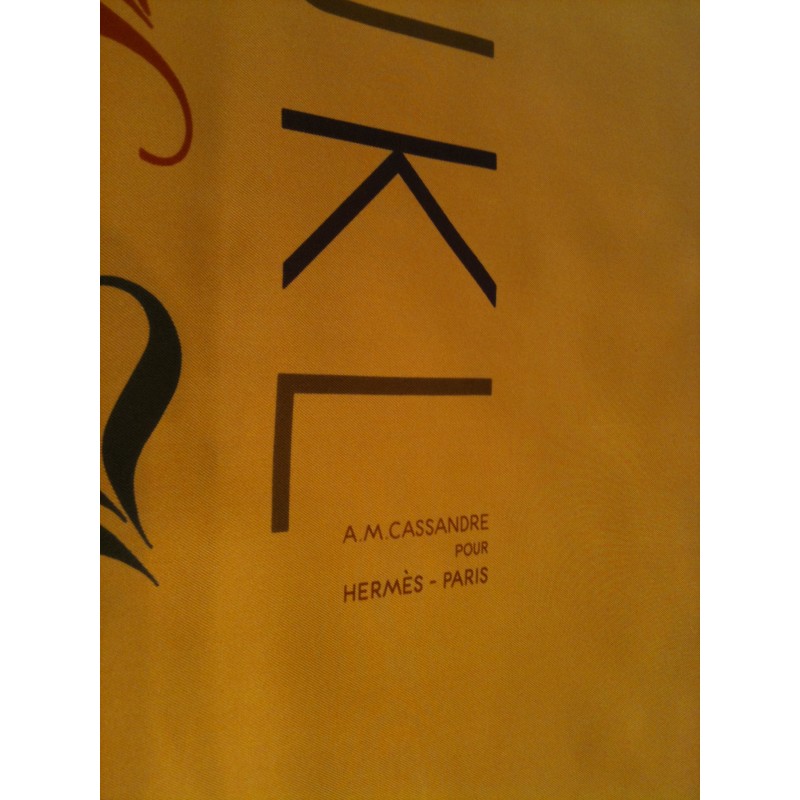 J
K
L
A.M.CASSANDRE
POUR
HERMÈS - PARIS